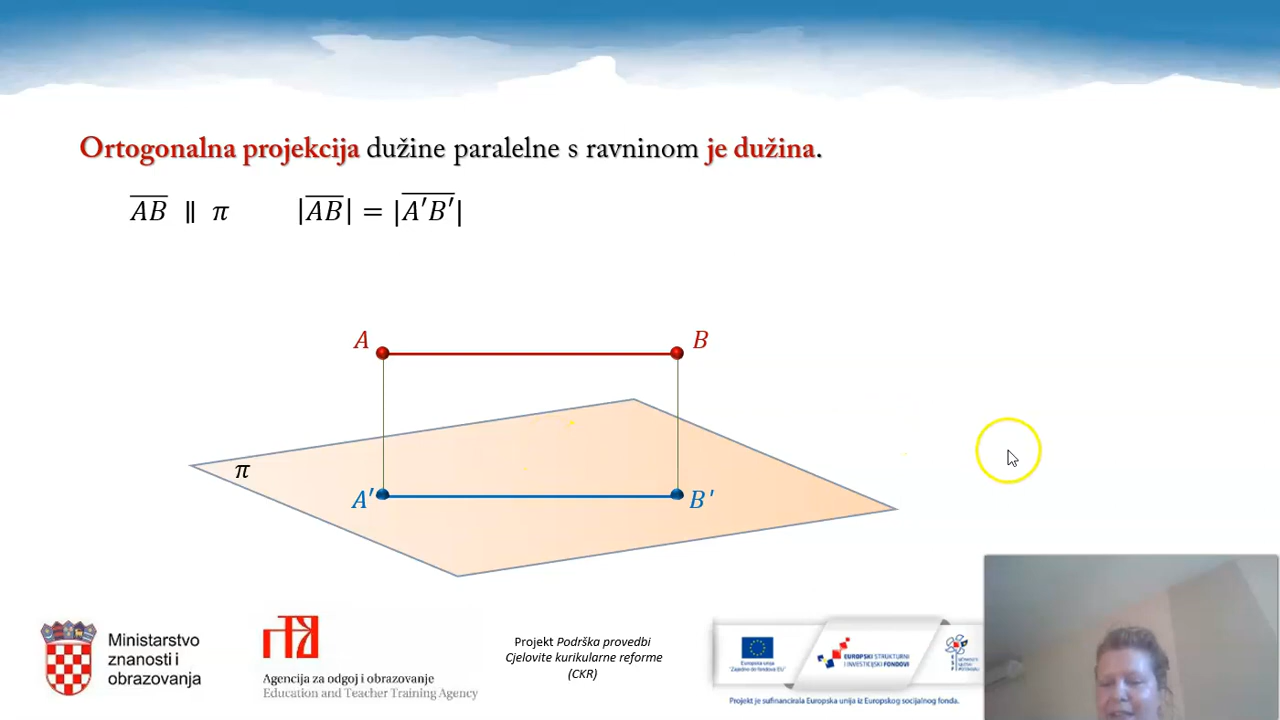 Ortogonalna projekcija dužine paralelne s ravninom je dužina.
AB ∥ π |AB| = |A'B'|
A B
π
A' B'
Ministarstvo
znanosti i
obrazovanja
Agencija za odgoj i obrazovanje
Education and Teacher Training Agency
Projekt Podrška provedbi
Cjelovite kurikularne reforme
(CKR)
Europska unija
"Zajedno do fondova EU"
EUROPSKI STRUKTURNI
I INVESTICIJSKI FONDOVI
Projekt je sufinancirala Europska unija iz Europskog socijalnog fonda.